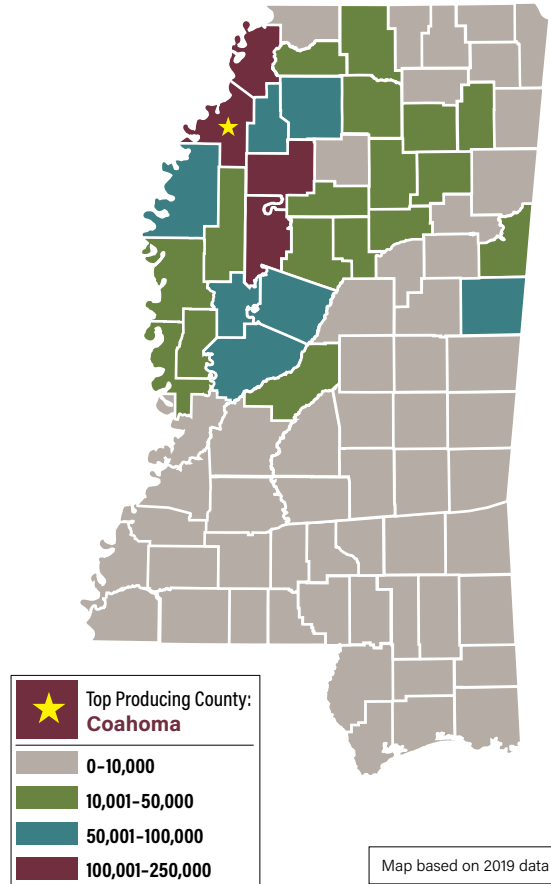 Top Producing County:
Coahoma
0–10,000
10,001–50,000
50,001–100,000
100,001–250,000
Map based on 2019 data